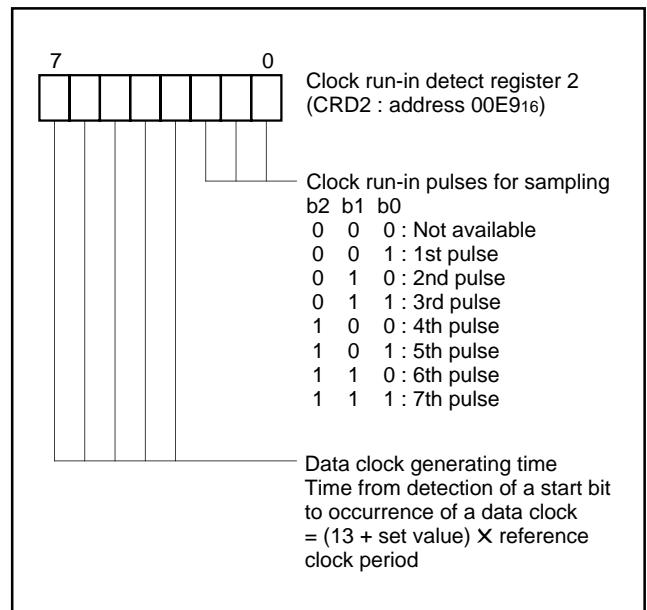 7 0
Clock run-in detect register 2
(CRD2 : address 00E916)
Clock run-in pulses for sampling
b2 b1 b0
0 0 0 : Not available
0 0 1 : 1st pulse
0 1 0 : 2nd pulse
0 1 1 : 3rd pulse
1 0 0 : 4th pulse
1 0 1 : 5th pulse
1 1 0 : 6th pulse
1 1 1 : 7th pulse
Data clock generating time
Time from detection of a start bit
to occurrence of a data clock
= (13 + set value) ✕ reference
clock period